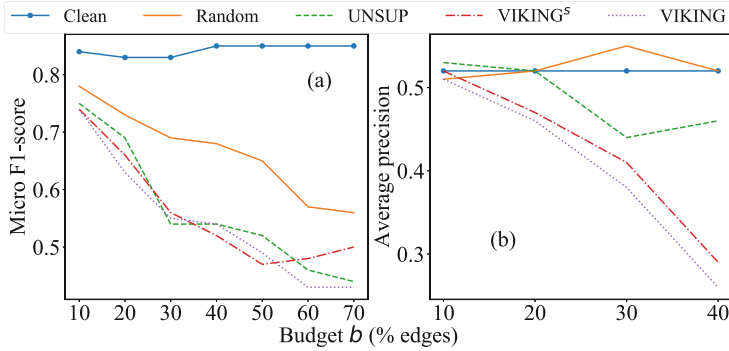 Clean Random UNSUP VIKINGˢ VIKING
(a)
Micro F1-score
0.8
0.7
0.6
0.5
10 20 30 40 50 60 70
(b)
Average precision
0.5
0.4
0.3
10 20 30 40
Budget b (% edges)